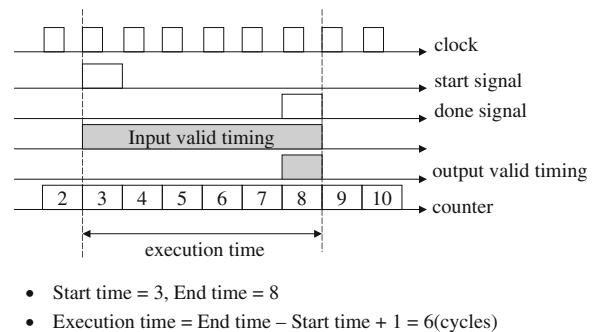 clock
start signal
done signal
Input valid timing
output valid timing
2 3 4 5 6 7 8 9 10
counter
execution time
• Start time = 3, End time = 8
• Execution time = End time – Start time + 1 = 6(cycles)